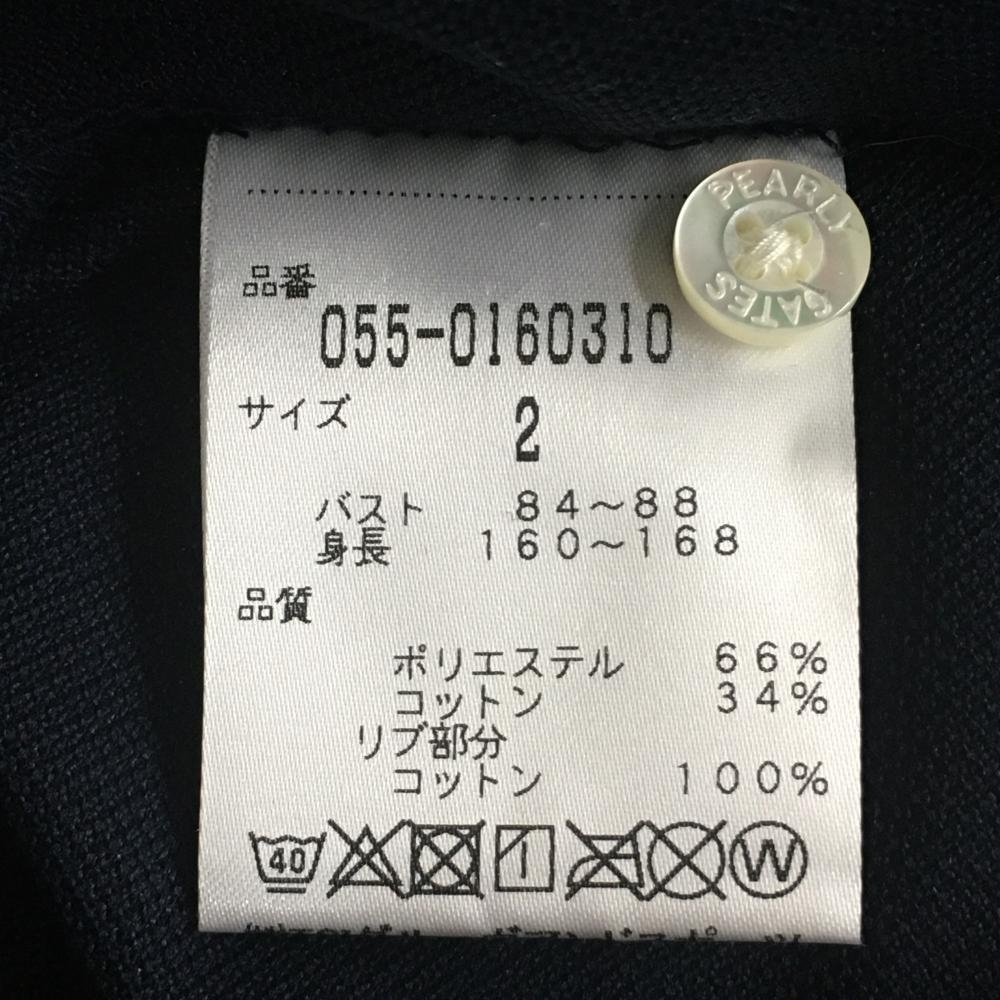 PEARLY
GATES
品番
055-0160310
サイズ
2
バスト 84~88
身長 160~168
品質
ポリエステル 66%
コットン 34%
リブ部分
コットン 100%
40
W